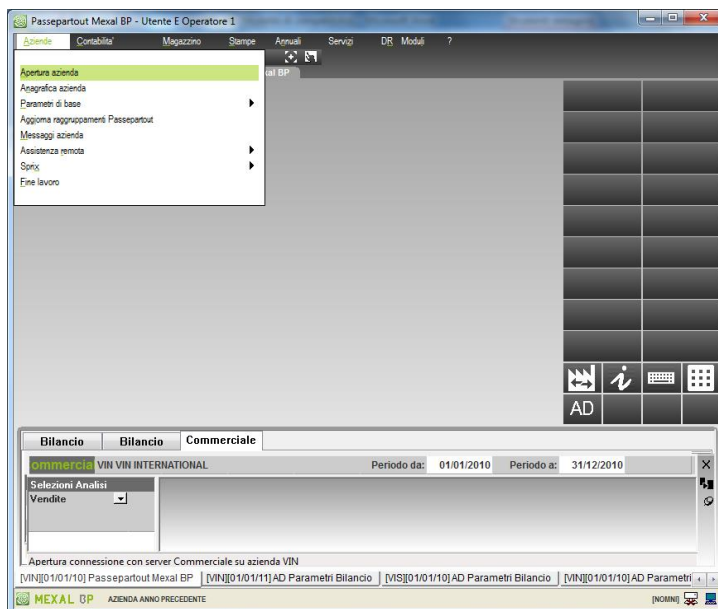 Passepartout Mexal BP - Utente E Operatore 1
Aziende Contabilita' Magazzino Stampe Annuali Servizi DR Moduli ?
Apertura azienda
xal BP
Anagrafica azienda
Parametri di base
Aggiorna raggruppamenti Passepartout
Messaggi azienda
Assistenza remota
Sprix
Fine lavoro
AD
Bilancio Bilancio Commerciale
ommercial VIN VIN INTERNATIONAL Periodo da: 01/01/2010 Periodo a: 31/12/2010
Selezioni Analisi
Vendite
Apertura connessione con server Commerciale su azienda VIN
[VIN][01/01/10] Passepartout Mexal BP [VIN][01/01/11] AD Parametri Bilancio [VIS][01/01/10] AD Parametri Bilancio [VIN][01/01/10] AD Parametri
MEXAL BP AZIENDA ANNO PRECEDENTE [NOMNI]